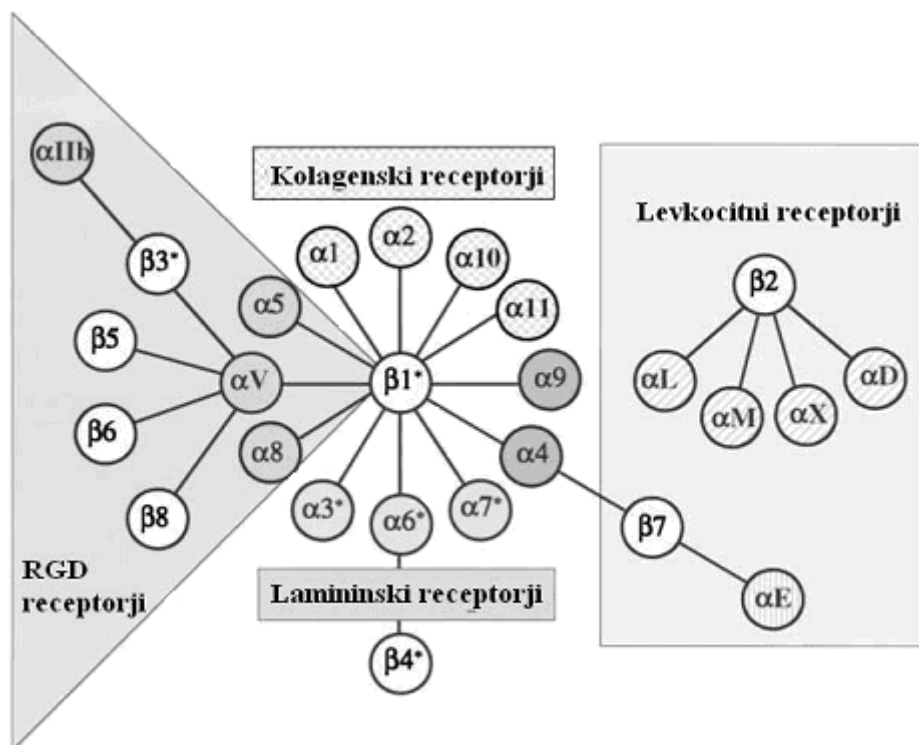 αIIb
Kolagenski receptorji
Levkocitni receptorji
β3*
α1
α2
α10
β2
α5
α11
β5
αV
β1*
α9
αL
αD
αM
αX
β6
α8
α4
α3*
α6*
α7*
β8
β7
RGD
receptorji
Lamininski receptorji
αE
β4*